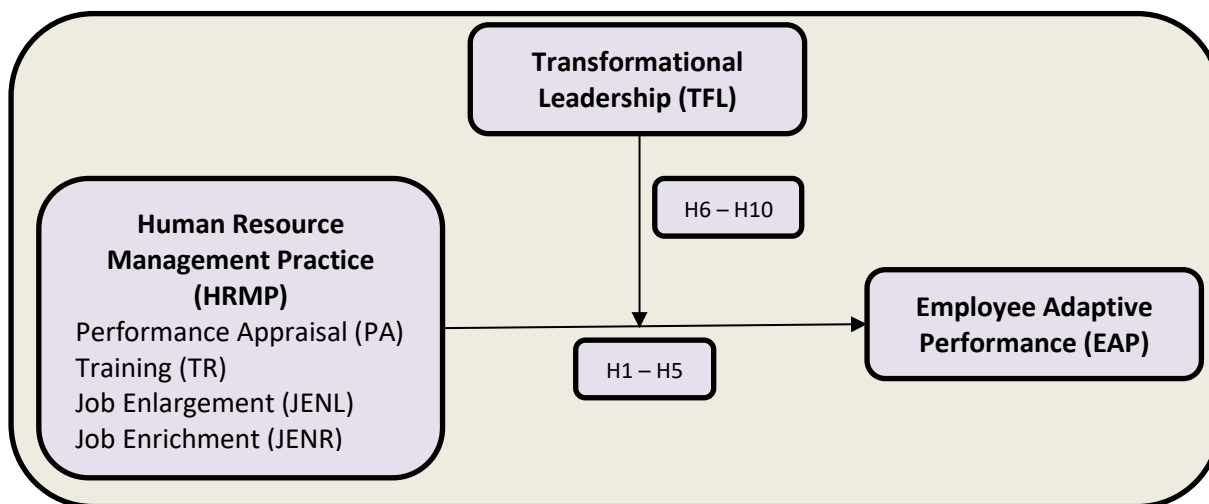 Transformational
Leadership (TFL)
H6 – H10
Human Resource
Management Practice
(HRMP)
Performance Appraisal (PA)
Training (TR)
Job Enlargement (JENL)
Job Enrichment (JENR)
H1 – H5
Employee Adaptive
Performance (EAP)